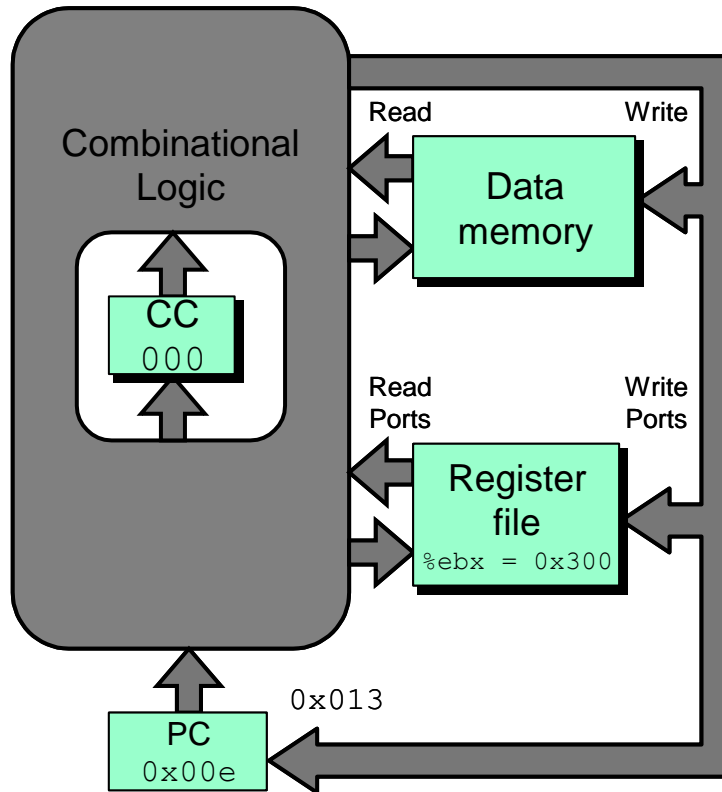 Read
Write
Combinational
Logic
Data
memory
CC
000
Read
Ports
Write
Ports
Register
file
%ebx = 0x300
0x013
PC
0x00e